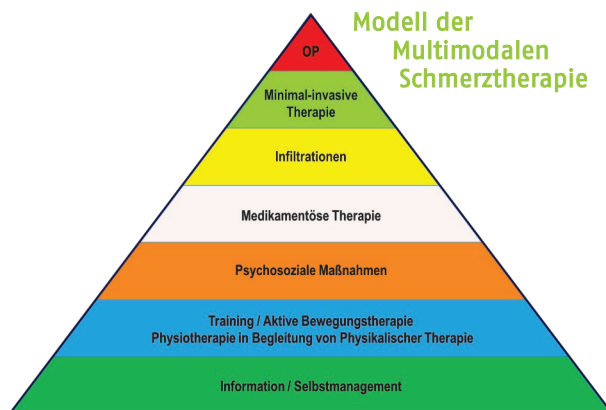 Modell der
Multimodalen
Schmerztherapie
OP
Minimal-invasive
Therapie
Infiltrationen
Medikamentöse Therapie
Psychosoziale Maßnahmen
Training / Aktive Bewegungstherapie
Physiotherapie in Begleitung von Physikalischer Therapie
Information / Selbstmanagement